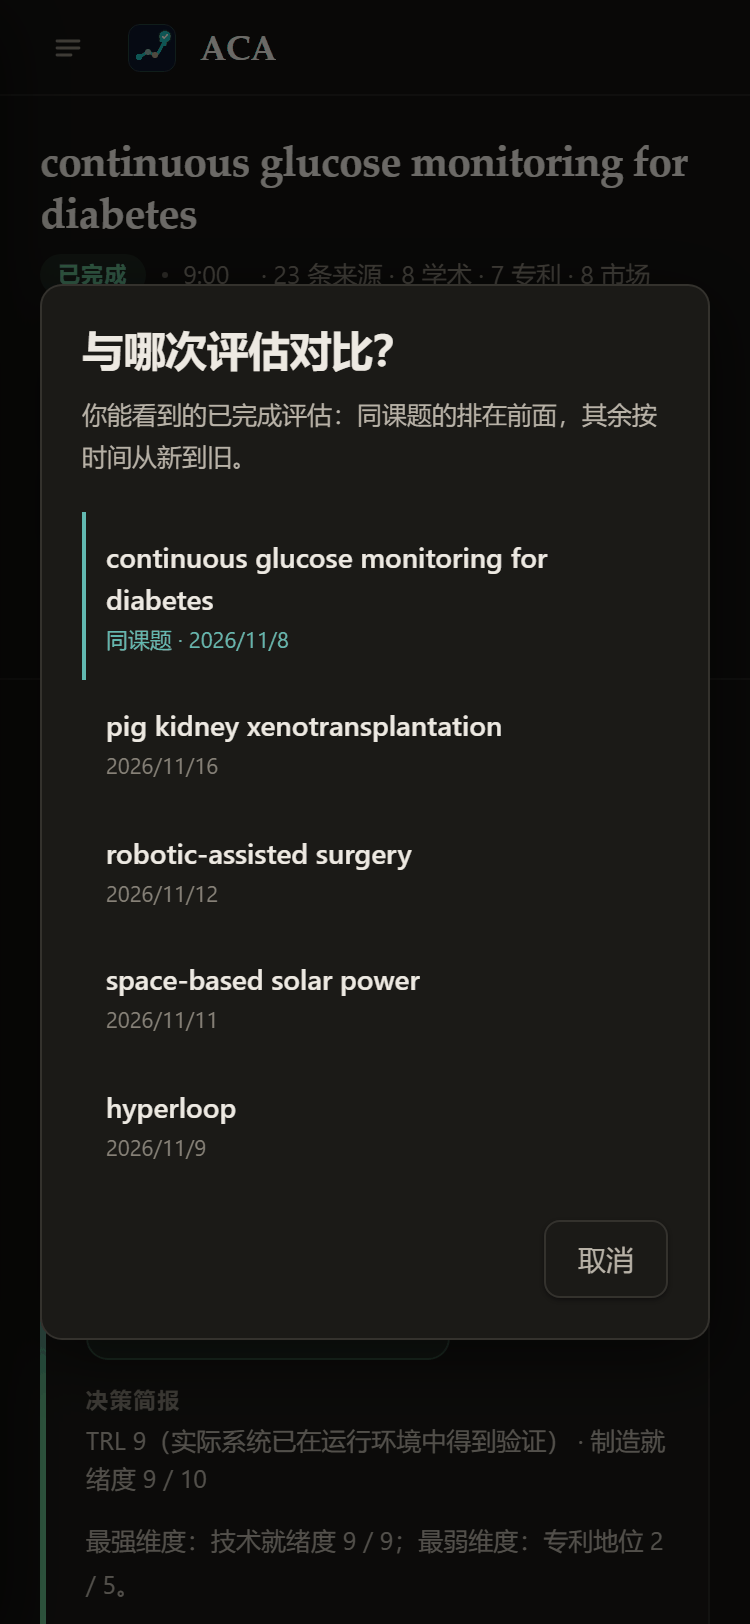 ACA
continuous glucose monitoring for
diabetes
已完成 • 9:00 · 23 条来源 · 8 学术 · 7 专利 · 8 市场
与哪次评估对比？
你能看到的已完成评估：同课题的排在前面，其余按
时间从新到旧。
continuous glucose monitoring for
diabetes
同课题 · 2026/11/8
pig kidney xenotransplantation
2026/11/16
robotic-assisted surgery
2026/11/12
space-based solar power
2026/11/11
hyperloop
2026/11/9
取消
决策简报
TRL 9（实际系统已在运行环境中得到验证） · 制造就
绪度 9 / 10
最强维度：技术就绪度 9 / 9；最弱维度：专利地位 2
/ 5。